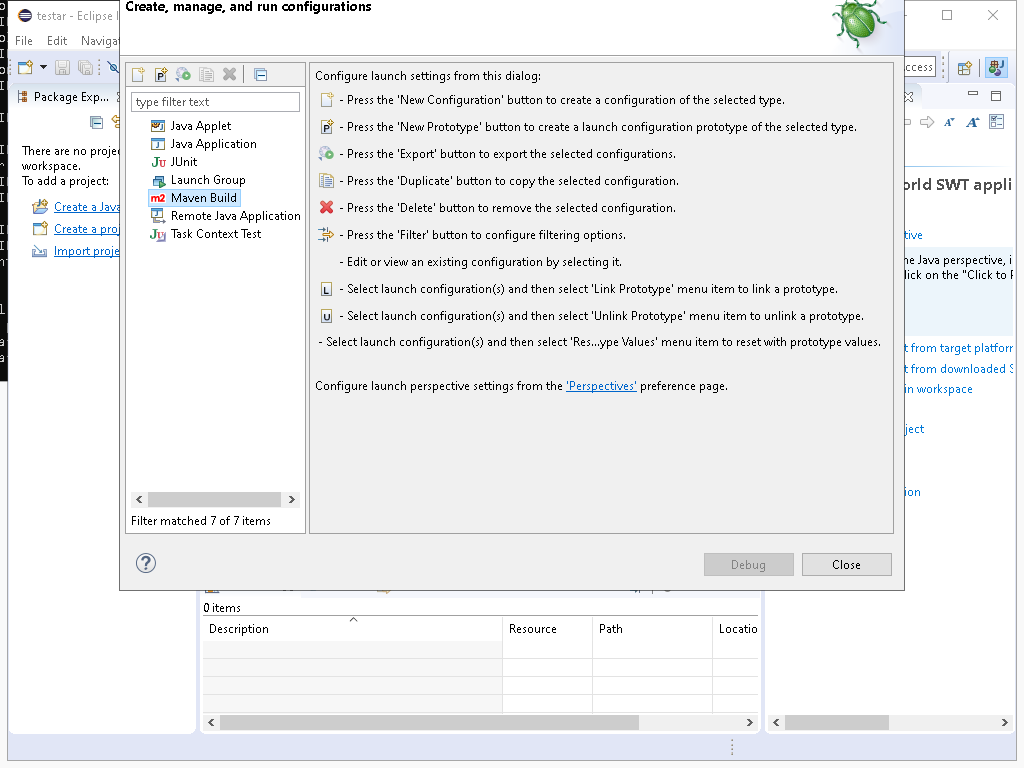 Create, manage, and run configurations
testar - Eclipse I
File Edit Navigat
ccess
Package Exp...
type filter text
Java Applet
Java Application
JUnit
Launch Group
Maven Build
Remote Java Application
Task Context Test
Filter matched 7 of 7 items
Configure launch settings from this dialog:
- Press the 'New Configuration' button to create a configuration of the selected type.
- Press the 'New Prototype' button to create a launch configuration prototype of the selected type.
- Press the 'Export' button to export the selected configurations.
- Press the 'Duplicate' button to copy the selected configuration.
- Press the 'Delete' button to remove the selected configuration.
- Press the 'Filter' button to configure filtering options.
- Edit or view an existing configuration by selecting it.
- Select launch configuration(s) and then select 'Link Prototype' menu item to link a prototype.
- Select launch configuration(s) and then select 'Unlink Prototype' menu item to unlink a prototype.
- Select launch configuration(s) and then select 'Res...ype Values' menu item to reset with prototype values.
Configure launch perspective settings from the 'Perspectives' preference page.
Debug
Close
There are no projec
workspace.
To add a project:
Create a Java
Create a proj
Import proje
orld SWT appli
tive
he Java perspective, i
lick on the "Click to P
t from target platforr
t from downloaded S
in workspace
ject
ion
0 items
Description Resource Path Locatio